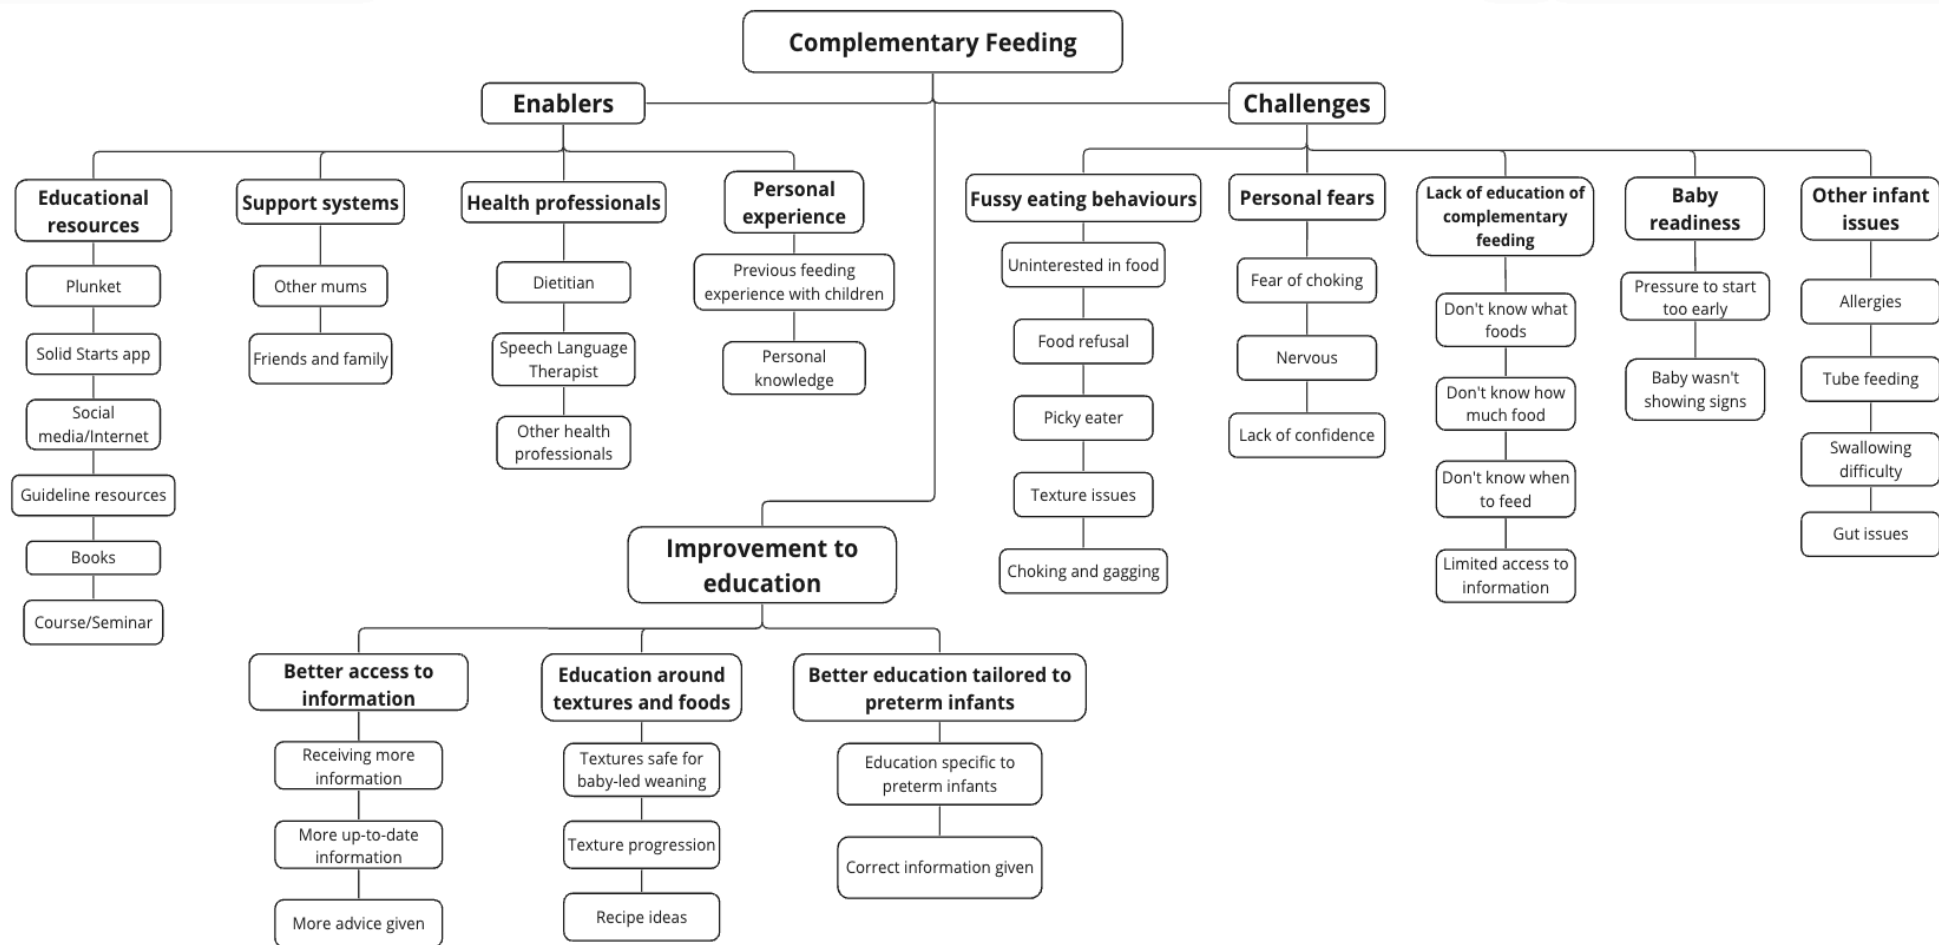 Complementary Feeding
Enablers
Challenges
Educational
resources
Plunket
Solid Starts app
Social
media/Internet
Guideline resources
Books
Course/Seminar
Support systems
Other mums
Friends and family
Health professionals
Dietitian
Speech Language
Therapist
Other health
professionals
Personal
experience
Previous feeding
experience with children
Personal
knowledge
Fussy eating behaviours
Uninterested in food
Food refusal
Picky eater
Texture issues
Choking and gagging
Personal fears
Fear of choking
Nervous
Lack of confidence
Lack of education of
complementary
feeding
Don't know what
foods
Don't know how
much food
Don't know when
to feed
Limited access to
information
Baby
readiness
Pressure to start
too early
Baby wasn't
showing signs
Other infant
issues
Allergies
Tube feeding
Swallowing
difficulty
Gut issues
Improvement to
education
Better access to
information
Receiving more
information
More up-to-date
information
More advice given
Education around
textures and foods
Textures safe for
baby-led weaning
Texture progression
Recipe ideas
Better education tailored to
preterm infants
Education specific to
preterm infants
Correct information given